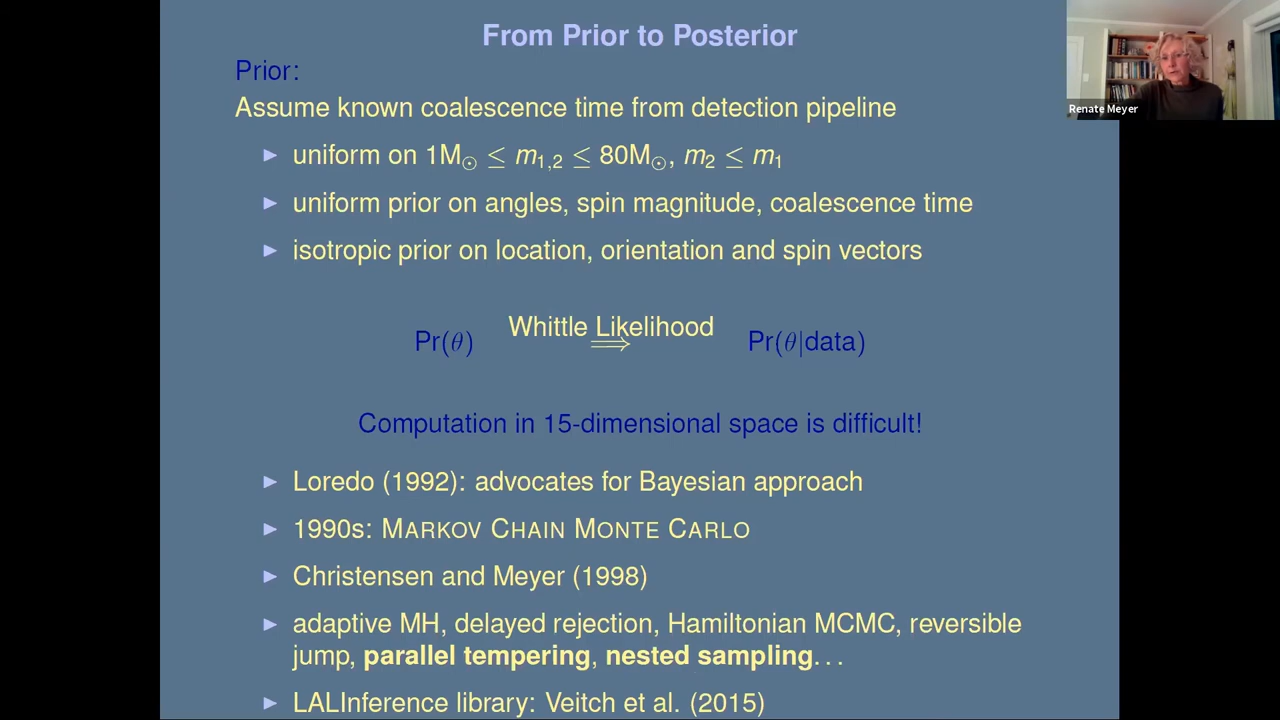 From Prior to Posterior
Renate Meyer
Prior:
Assume known coalescence time from detection pipeline
▶ uniform on 1M⊙ ≤ m₁,₂ ≤ 80M⊙, m₂ ≤ m₁
▶ uniform prior on angles, spin magnitude, coalescence time
▶ isotropic prior on location, orientation and spin vectors
Whittle Likelihood
Pr(θ) ⟹ Pr(θ|data)
Computation in 15-dimensional space is difficult!
▶ Loredo (1992): advocates for Bayesian approach
▶ 1990s: MARKOV CHAIN MONTE CARLO
▶ Christensen and Meyer (1998)
▶ adaptive MH, delayed rejection, Hamiltonian MCMC, reversible
jump, parallel tempering, nested sampling...
▶ LALInference library: Veitch et al. (2015)